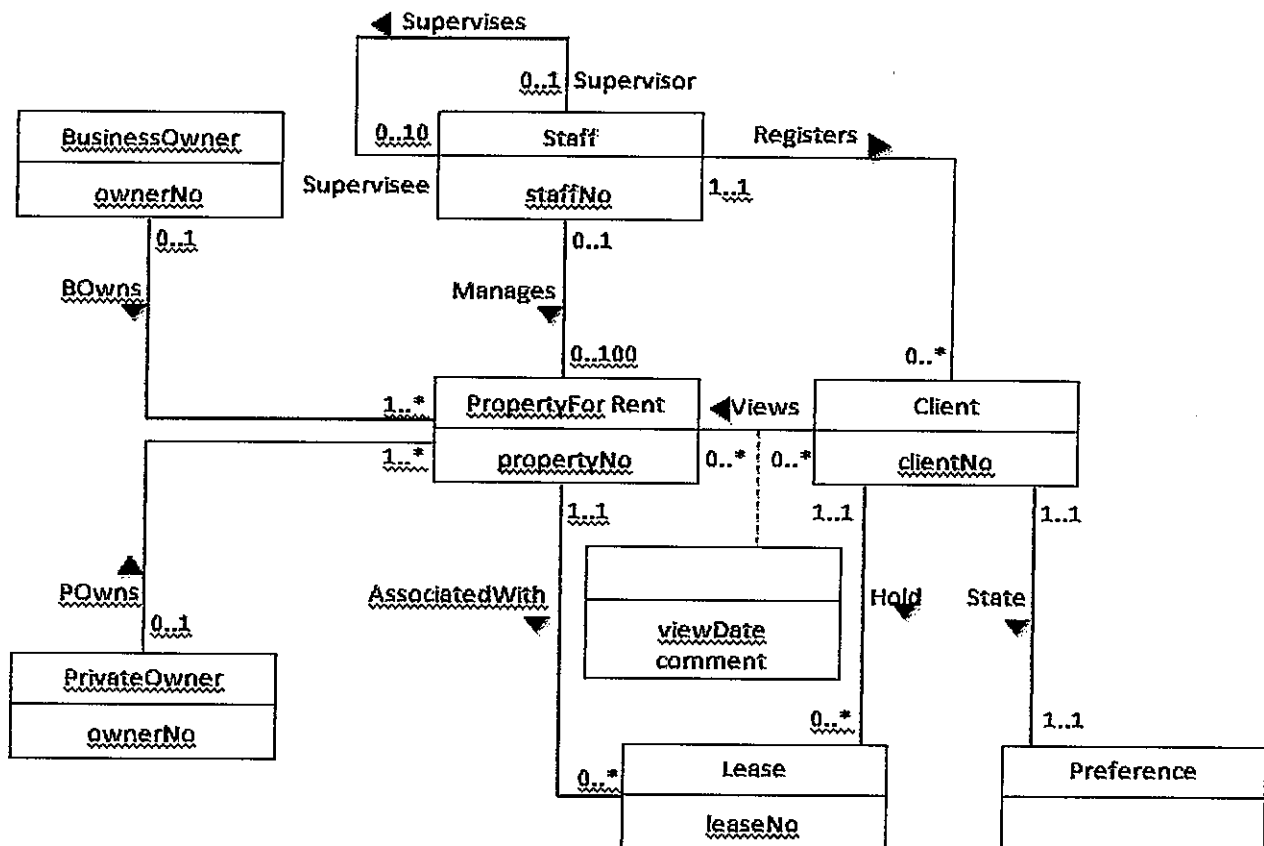 Supervises
0..1 Supervisor
BusinessOwner
ownerNo
0..10
Staff
staffNo
Supervisee
Registers
1..1
0..1
BOwns
0..1
Manages
0..100
0..*
1..*
PropertyFor Rent
propertyNo
Views
Client
clientNo
1..*
0..*
0..*
1..1
1..1
1..1
POwns
0..1
AssociatedWith
viewDate
comment
Hold
State
PrivateOwner
ownerNo
0..*
1..1
0..*
Lease
leaseNo
Preference